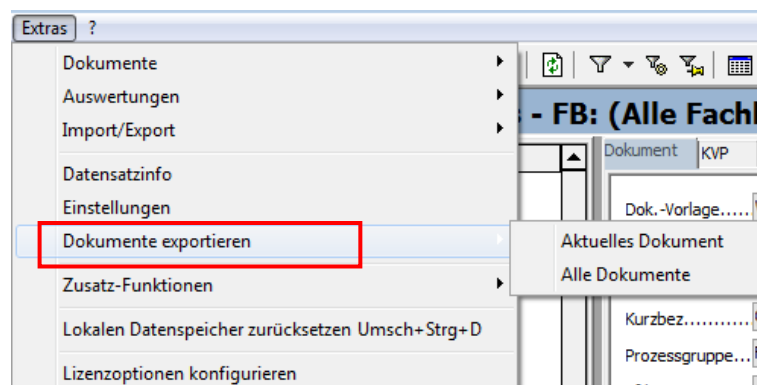 Extras ?
Dokumente
Auswertungen
Import/Export
Datensatzinfo
Einstellungen
Dokumente exportieren
Zusatz-Funktionen
Lokalen Datenspeicher zurücksetzen Umsch+Strg+D
Lizenzoptionen konfigurieren
- FB: (Alle
Dokument KVP
Dok.-Vorlage.....
Aktuelles Dokument
Alle Dokumente
Kurzbez..........
Prozessgruppe...